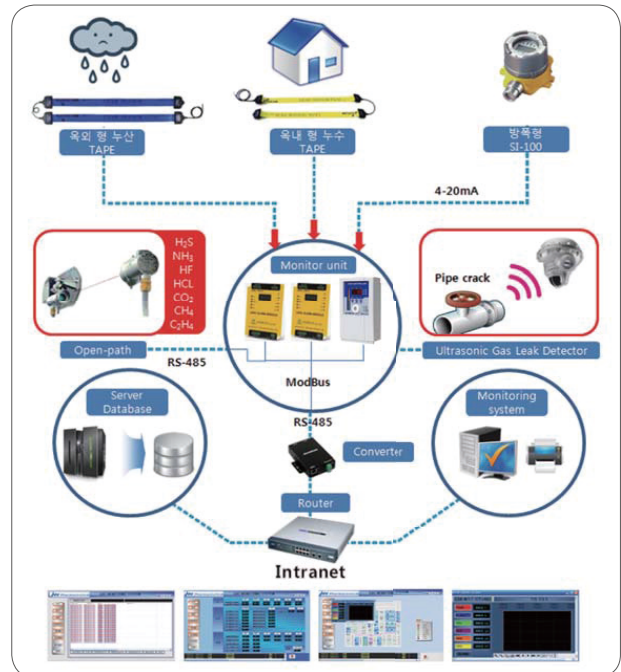 옥외 형 누산
TAPE
옥내 형 누수
TAPE
방폭형
SI-100
4-20mA
H₂S
NH₃
HF
HCL
CO₂
CH₄
C₂H₄
Monitor unit
Pipe crack
Open-path
RS-485
Ultrasonic Gas Leak Detector
ModBus
Server
Database
RS-485
Monitoring
system
Converter
Router
Intranet